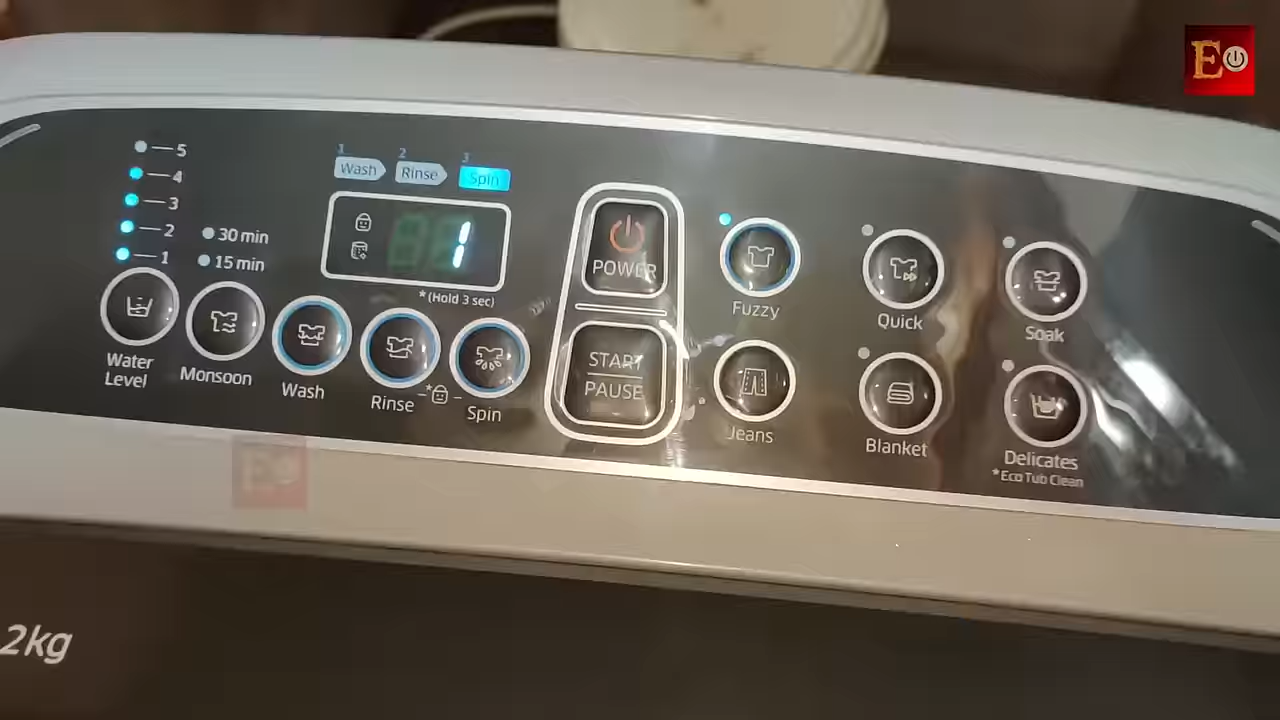 5
4
3
2
1
30 min
15 min
1
Wash
2
Rinse
3
Spin
1
*(Hold 3 sec)
Water
Level
Monsoon
Wash
Rinse
*
Spin
POWER
START
PAUSE
Fuzzy
Quick
Soak
Jeans
Blanket
Delicates
*Eco Tub Clean
2kg
E
E